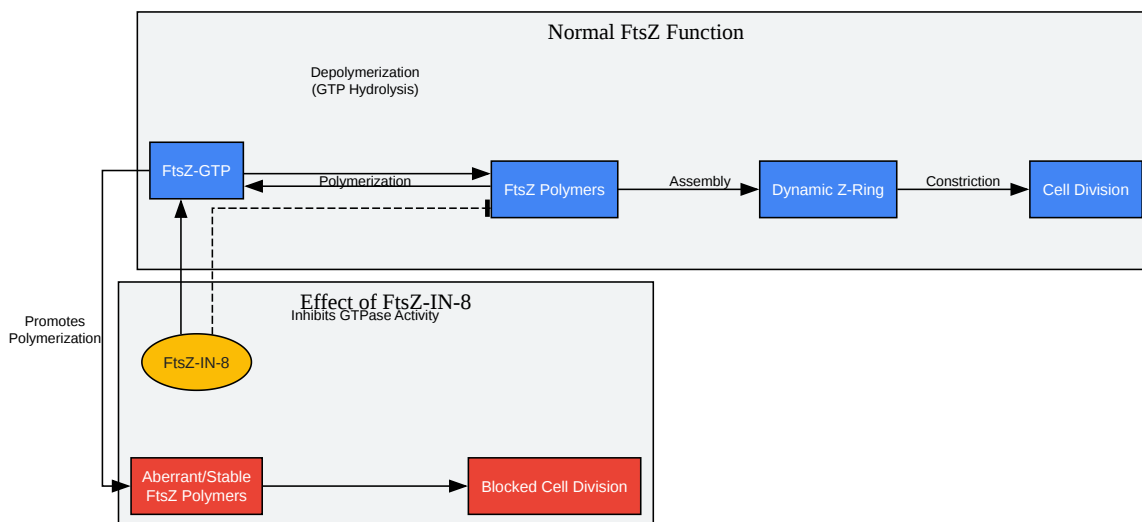 Normal FtsZ Function
Depolymerization
(GTP Hydrolysis)
FtsZ-GTP
Polymerization
FtsZ Polymers
Assembly
Dynamic Z-Ring
Constriction
Cell Division
Effect of FtsZ-IN-8
Inhibits GTPase Activity
Promotes
Polymerization
FtsZ-IN-8
Aberrant/Stable
FtsZ Polymers
Blocked Cell Division